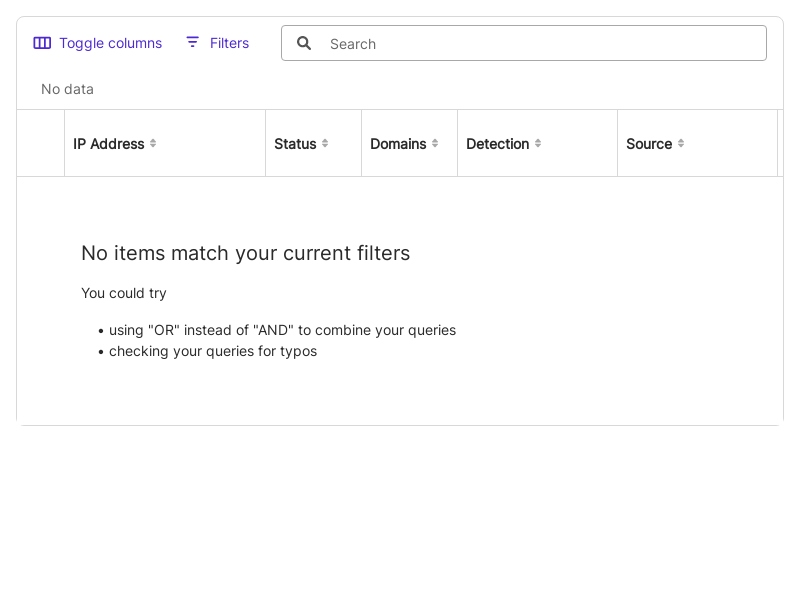 Toggle columns Filters Search
No data
IP Address Status Domains Detection Source
No items match your current filters
You could try
• using "OR" instead of "AND" to combine your queries
• checking your queries for typos